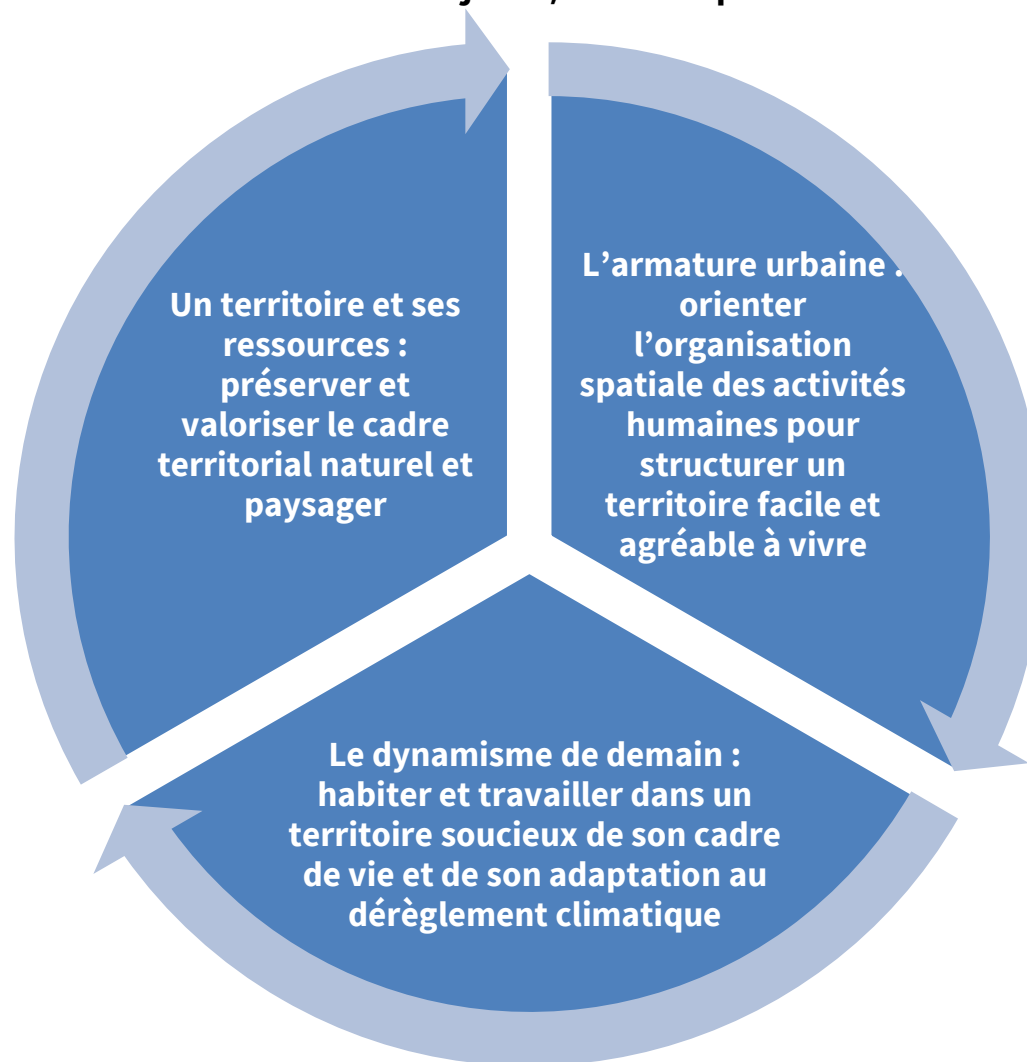 Un territoire et ses
ressources :
préserver et
valoriser le cadre
territorial naturel et
paysager
L’armature urbaine :
orienter
l’organisation
spatiale des activités
humaines pour
structurer un
territoire facile et
agréable à vivre
Le dynamisme de demain :
habiter et travailler dans un
territoire soucieux de son cadre
de vie et de son adaptation au
dérèglement climatique